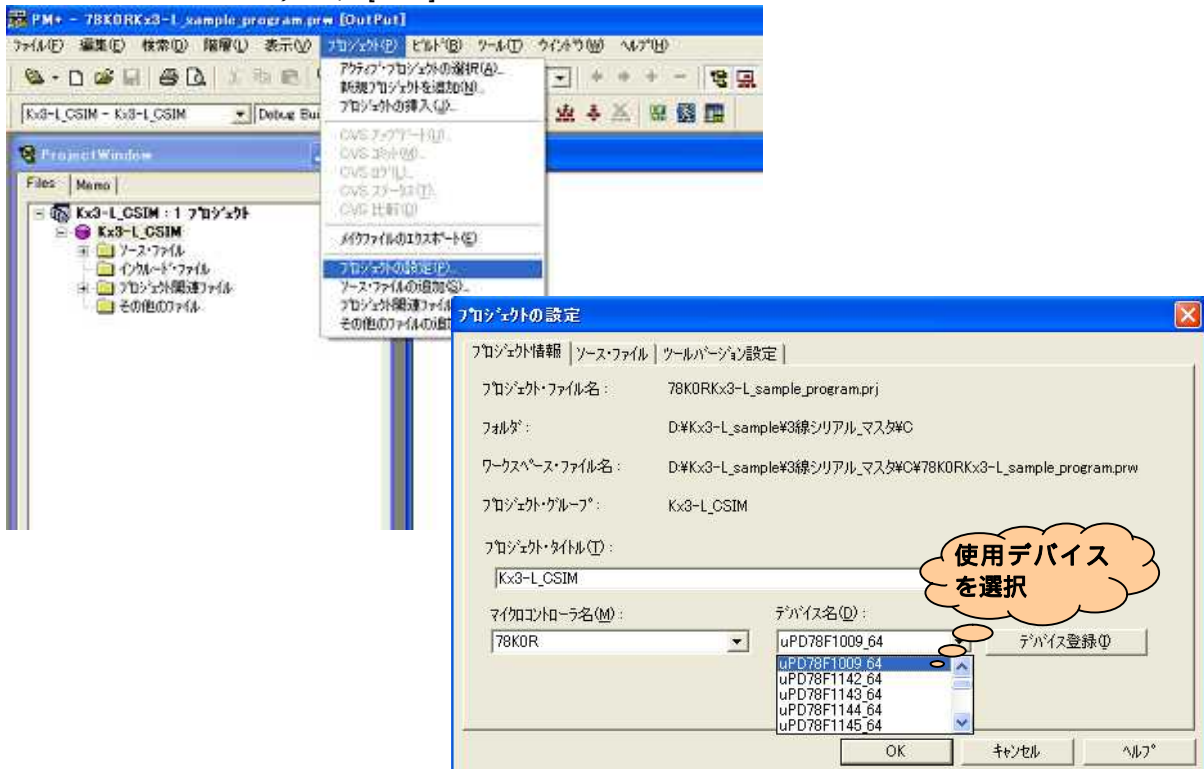 PM+ - 78K0RKx3-L_sample_program.prw [OutPut]
ファイル(F) 編集(E) 検索(Q) 階層(L) 表示(V) プロジェクト(P) ビルド(B) ツール(T) ウインドウ(W) ヘルプ(H)
アクティブ・プロジェクトの選択(A)...
新規プロジェクトを追加(N)...
プロジェクトの挿入(J)...
Kx3-L_CSIM - Kx3-L_CSIM
Debug Bui
CVS アップデート(U)...
CVS コミット(M)...
CVS ログ(L)...
CVS ステータス(T)...
CVS 比較(O)
メイクファイルのエクスポート(E)
プロジェクトの設定(P)...
ソース・ファイルの追加(S)...
プロジェクト関連ファイル
その他のファイルの追加
ProjectWindow
Files
Memo
Kx3-L_CSIM : 1 プロジェクト
Kx3-L_CSIM
ソース・ファイル
インクルード・ファイル
プロジェクト関連ファイル
その他のファイル
プロジェクトの設定
プロジェクト情報 ソース・ファイル ツールバージョン設定
プロジェクト・ファイル名 : 78K0RKx3-L_sample_program.prj
フォルダ : D:¥Kx3-L_sample¥3線シリアル_マスタ¥C
ワークスペース・ファイル名 : D:¥Kx3-L_sample¥3線シリアル_マスタ¥C¥78K0RKx3-L_sample_program.prw
プロジェクト・グループ : Kx3-L_CSIM
プロジェクト・タイトル(T) :
Kx3-L_CSIM
使用デバイス
を選択
マイクロコントローラ名(M) : デバイス名(D) :
78K0R uPD78F1009_64 デバイス登録(I)
uPD78F1009_64
uPD78F1142_64
uPD78F1143_64
uPD78F1144_64
uPD78F1145_64
OK キャンセル ヘルプ